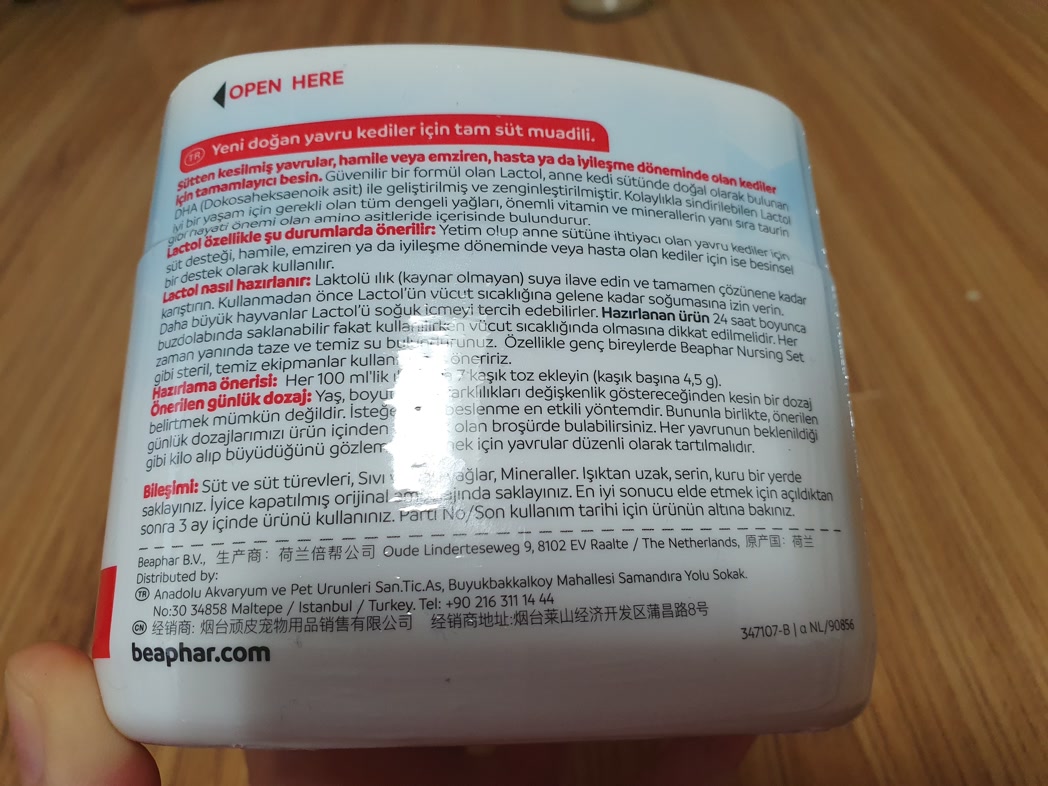 OPEN HERE
TR Yeni doğan yavru kediler için tam süt muadili.
Sütten kesilmiş yavrular, hamile veya emziren, hasta ya da iyileşme döneminde olan kediler
için tamamlayıcı besin. Güvenilir bir formül olan Lactol, anne kedi sütünde doğal olarak bulunan
DHA (Dokosaheksaenoik asit) ile geliştirilmiş ve zenginleştirilmiştir. Kolaylıkla sindirilebilen Lactol
iyi bir yaşam için gerekli olan tüm dengeli yağları, önemli vitamin ve minerallerin yanı sıra taurin
gibi hayati önemi olan amino asitleride içerisinde bulundurur.
Lactol özellikle şu durumlarda önerilir: Yetim olup anne sütüne ihtiyacı olan yavru kediler için
süt desteği, hamile, emziren ya da iyileşme döneminde veya hasta olan kediler için ise besinsel
bir destek olarak kullanılır.
Lactol nasıl hazırlanır: Laktolü ılık (kaynar olmayan) suya ilave edin ve tamamen çözünene kadar
karıştırın. Kullanmadan önce Lactol'ün vücut sıcaklığına gelene kadar soğumasına izin verin.
Daha büyük hayvanlar Lactol'ü soğuk içmeyi tercih edebilirler. Hazırlanan ürün 24 saat boyunca
buzdolabında saklanabilir fakat kullanılırken vücut sıcaklığında olmasına dikkat edilmelidir. Her
zaman yanında taze ve temiz su bulundurunuz. Özellikle genç bireylerde Beaphar Nursing Set
gibi steril, temiz ekipmanlar öneririz.
Hazırlama önerisi: Her 100 ml'lik 7 kaşık toz ekleyin (kaşık başına 4,5 g).
Önerilen günlük dozaj: Yaş, göstereceğinden kesin bir dozaj
belirtmek mümkün değildir. beslenme en etkili yöntemdir. Bununla birlikte, önerilen
günlük dozajlarımızı ürün içinden olan broşürde bulabilirsiniz. Her yavrunun beklenildiği
gibi kilo alıp büyüdüğünü için yavrular düzenli olarak tartılmalıdır.
Bileşimi: Süt ve süt türevleri, Sıvı yağlar, Mineraller. Işıktan uzak, serin, kuru bir yerde
saklayınız. İyice kapatılmış orijinal saklayınız. En iyi sonucu elde etmek için açıldıktan
sonra 3 ay içinde ürünü kullanınız. Parti No/Son kullanım tarihi için ürünün altına bakınız.
Beaphar B.V., 生产商: 荷兰倍帮公司 Oude Linderteseweg 9, 8102 EV Raalte / The Netherlands, 原产国: 荷兰
Distributed by:
TR Anadolu Akvaryum ve Pet Urunleri San.Tic.As, Buyukbakkalkoy Mahallesi Samandıra Yolu Sokak.
No:30 34858 Maltepe / Istanbul / Turkey. Tel: +90 216 311 14 44
CN 经销商: 烟台顽皮宠物用品销售有限公司 经销商地址:烟台莱山经济开发区蒲昌路8号
347107-B | α NL/90856
beaphar.com